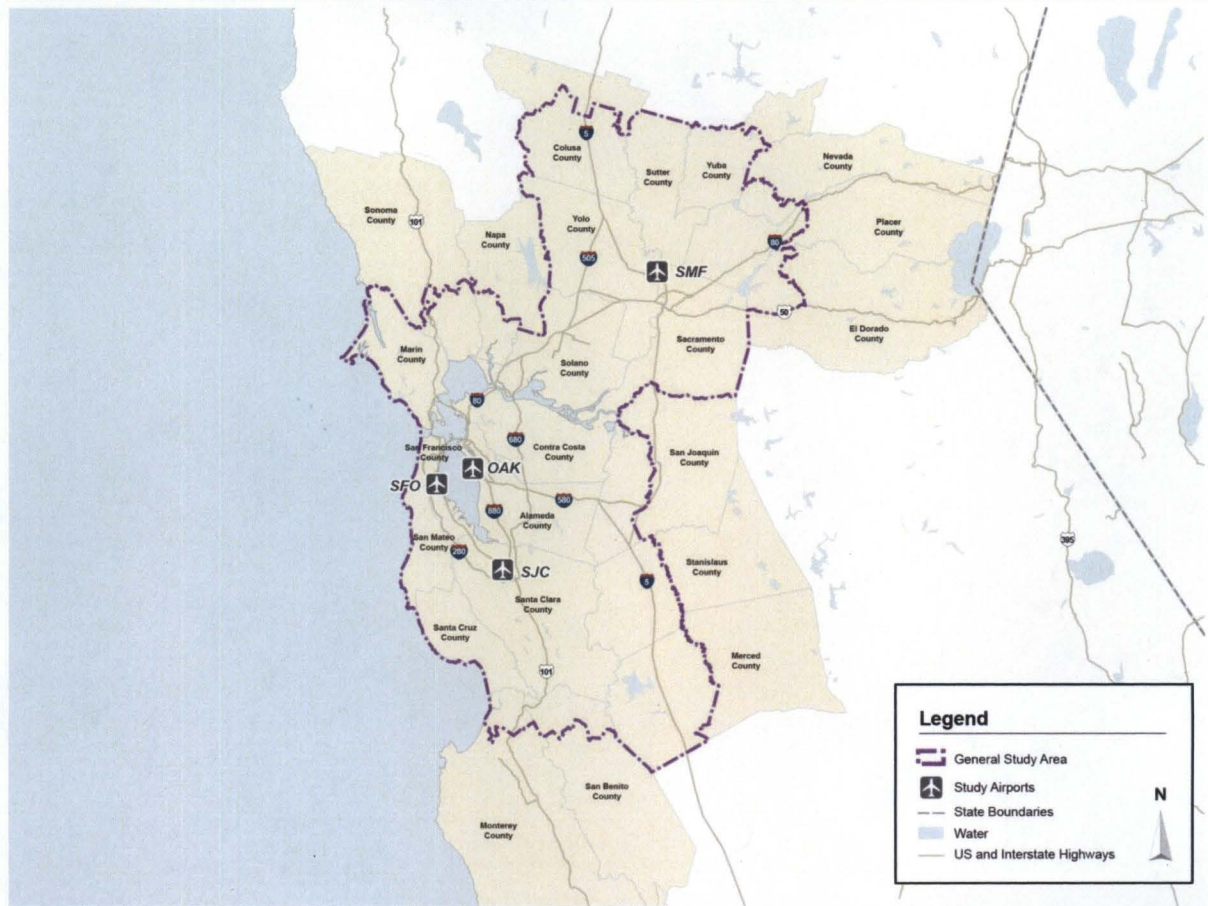 5
Colusa
County
Sutter
County
Yuba
County
Nevada
County
Sonoma
County
101
Napa
County
Yolo
County
Placer
County
505
80
SMF
50
El Dorado
County
Marin
County
Sacramento
County
Solano
County
80
680
San Francisco
County
Contra Costa
County
San Joaquin
County
OAK
SFO
580
880
Alameda
County
San Mateo
County
280
395
SJC
Stanislaus
County
5
Santa Clara
County
Santa Cruz
County
101
Merced
County
San Benito
County
Monterey
County
Legend
General Study Area
Study Airports
State Boundaries
Water
US and Interstate Highways
N